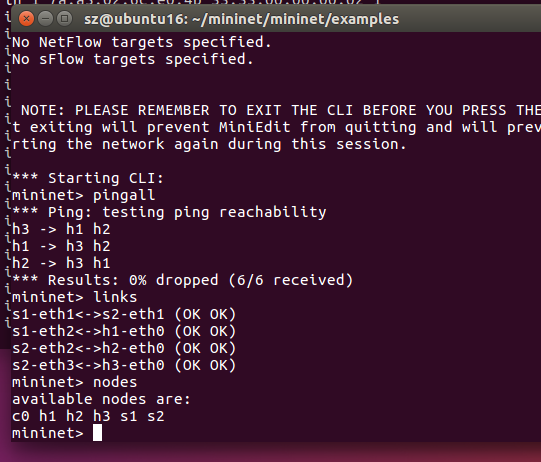 sz@ubuntu16: ~/mininet/mininet/examples
No NetFlow targets specified.
No sFlow targets specified.
NOTE: PLEASE REMEMBER TO EXIT THE CLI BEFORE YOU PRESS THE
t exiting will prevent MiniEdit from quitting and will prev
rting the network again during this session.
*** Starting CLI:
mininet> pingall
*** Ping: testing ping reachability
h3 -> h1 h2
h1 -> h3 h2
h2 -> h3 h1
*** Results: 0% dropped (6/6 received)
mininet> links
s1-eth1<->s2-eth1 (OK OK)
s1-eth2<->h1-eth0 (OK OK)
s2-eth2<->h2-eth0 (OK OK)
s2-eth3<->h3-eth0 (OK OK)
mininet> nodes
available nodes are:
c0 h1 h2 h3 s1 s2
mininet>